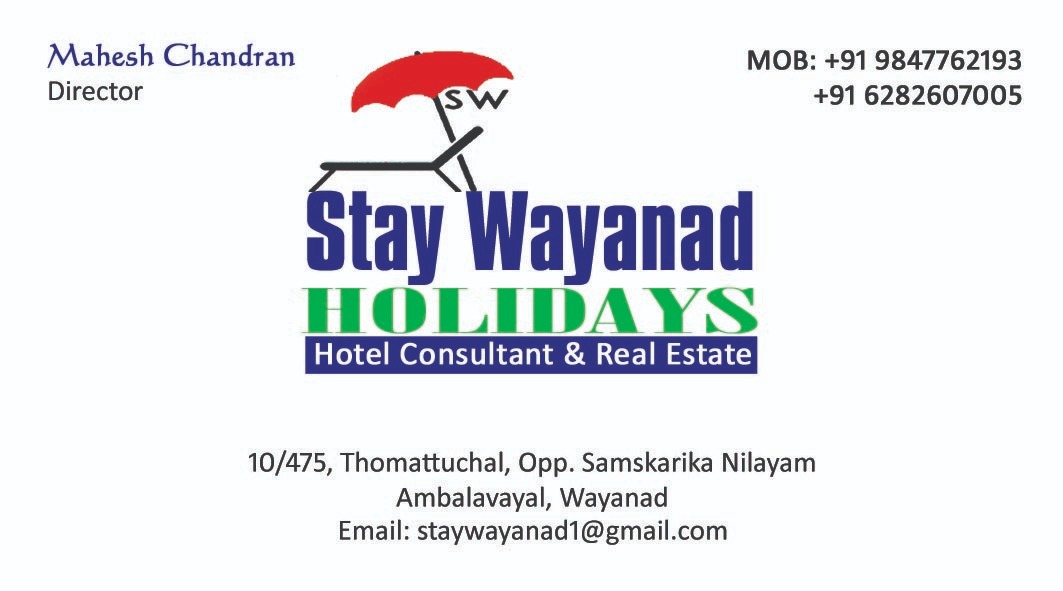 Mahesh Chandran
Director
MOB: +91 9847762193
+91 6282607005
SW
Stay Wayanad
HOLIDAYS
Hotel Consultant & Real Estate
10/475, Thomattuchal, Opp. Samskarika Nilayam
Ambalavayal, Wayanad
Email: staywayanad1@gmail.com